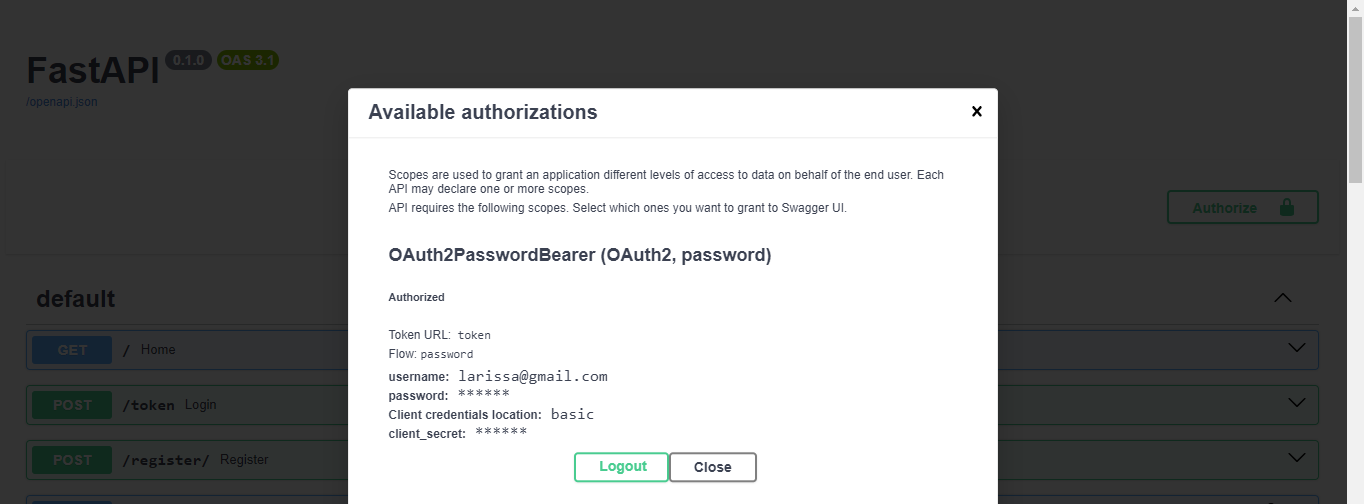 FastAPI 0.1.0 OAS 3.1
/openapi.json
Available authorizations
Scopes are used to grant an application different levels of access to data on behalf of the end user. Each
API may declare one or more scopes.
API requires the following scopes. Select which ones you want to grant to Swagger UI.
Authorize
OAuth2PasswordBearer (OAuth2, password)
default
Authorized
Token URL: token
Flow: password
GET / Home
username: larissa@gmail.com
password: ******
POST /token Login
Client credentials location: basic
client_secret: ******
POST /register/ Register
Logout Close